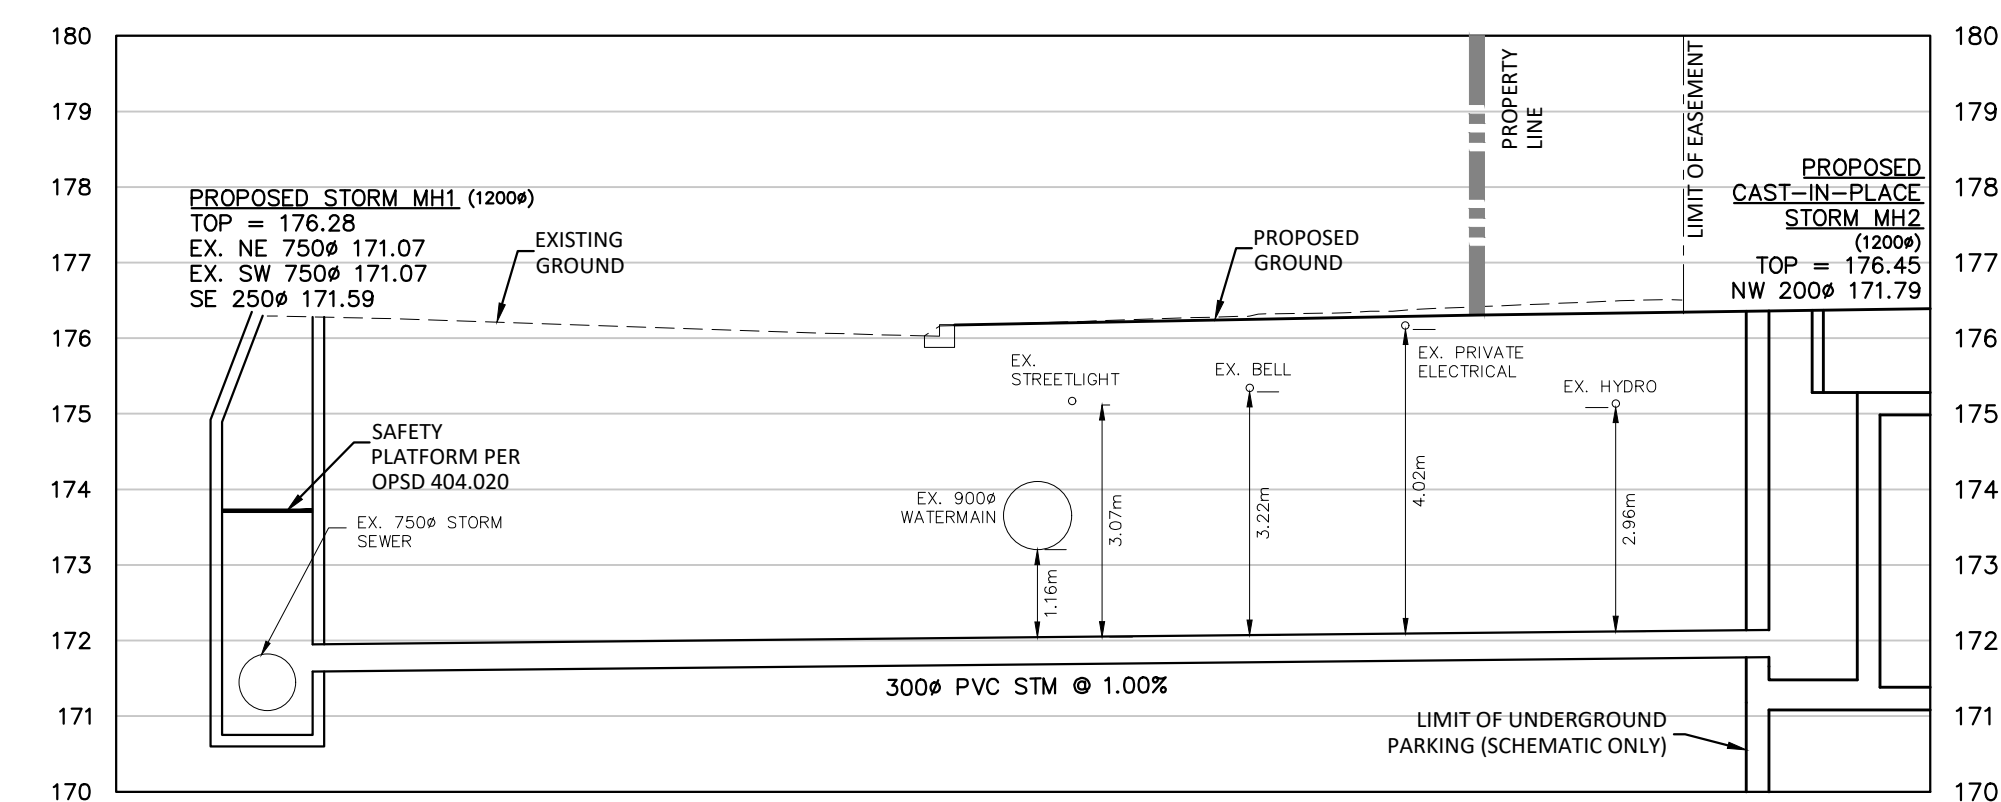 180
179
178
177
176
175
174
173
172
171
170
PROPOSED STORM MH1 (1200ø)
TOP = 176.28
EX. NE 750ø 171.07
EX. SW 750ø 171.07
SE 250ø 171.59
EXISTING
GROUND
SAFETY
PLATFORM PER
OPSD 404.020
EX. 750ø STORM
SEWER
EX. 900ø
WATERMAIN
1.16m
EX.
STREETLIGHT
3.07m
EX. BELL
3.22m
PROPOSED
GROUND
EX. PRIVATE
ELECTRICAL
4.02m
EX. HYDRO
2.96m
PROPERTY
LINE
LIMIT OF EASEMENT
PROPOSED
CAST-IN-PLACE
STORM MH2
(1200ø)
TOP = 176.45
NW 200ø 171.79
300ø PVC STM @ 1.00%
LIMIT OF UNDERGROUND
PARKING (SCHEMATIC ONLY)
180
179
178
177
176
175
174
173
172
171
170